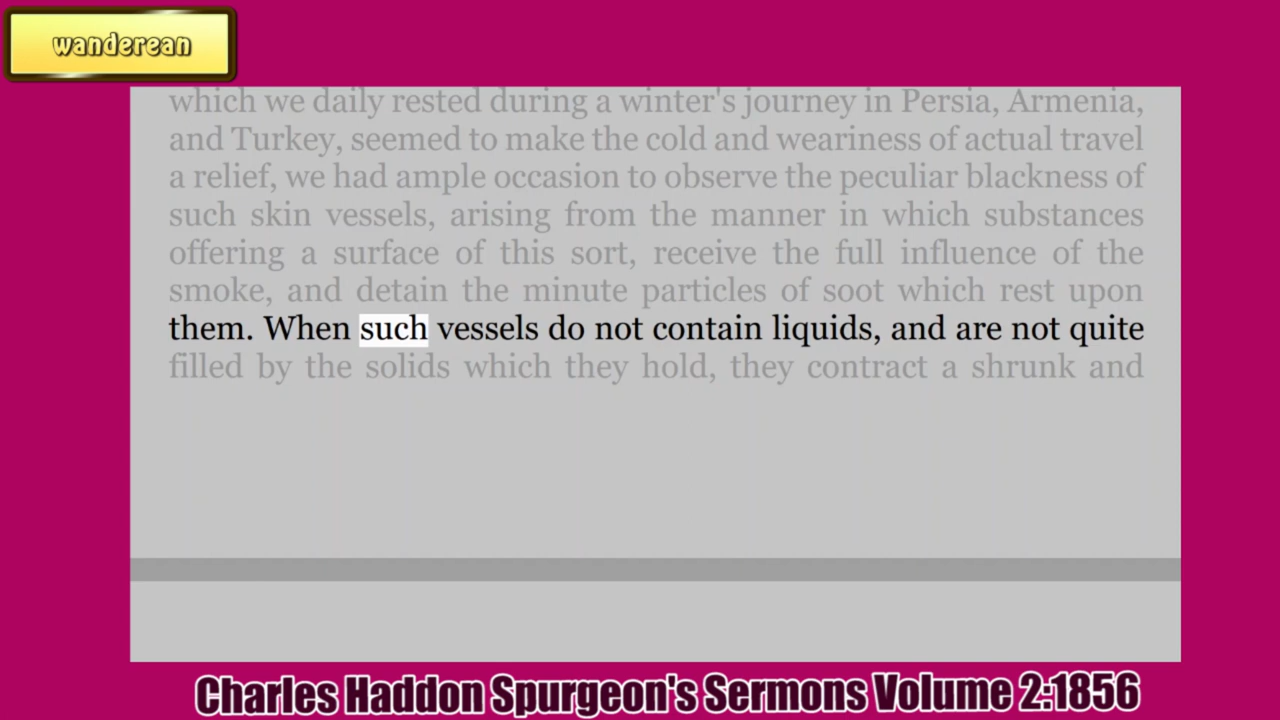 wanderean
which we daily rested during a winter's journey in Persia, Armenia,
and Turkey, seemed to make the cold and weariness of actual travel
a relief, we had ample occasion to observe the peculiar blackness of
such skin vessels, arising from the manner in which substances
offering a surface of this sort, receive the full influence of the
smoke, and detain the minute particles of soot which rest upon
them. When such vessels do not contain liquids, and are not quite
filled by the solids which they hold, they contract a shrunk and
Charles Haddon Spurgeon's Sermons Volume 2:1856